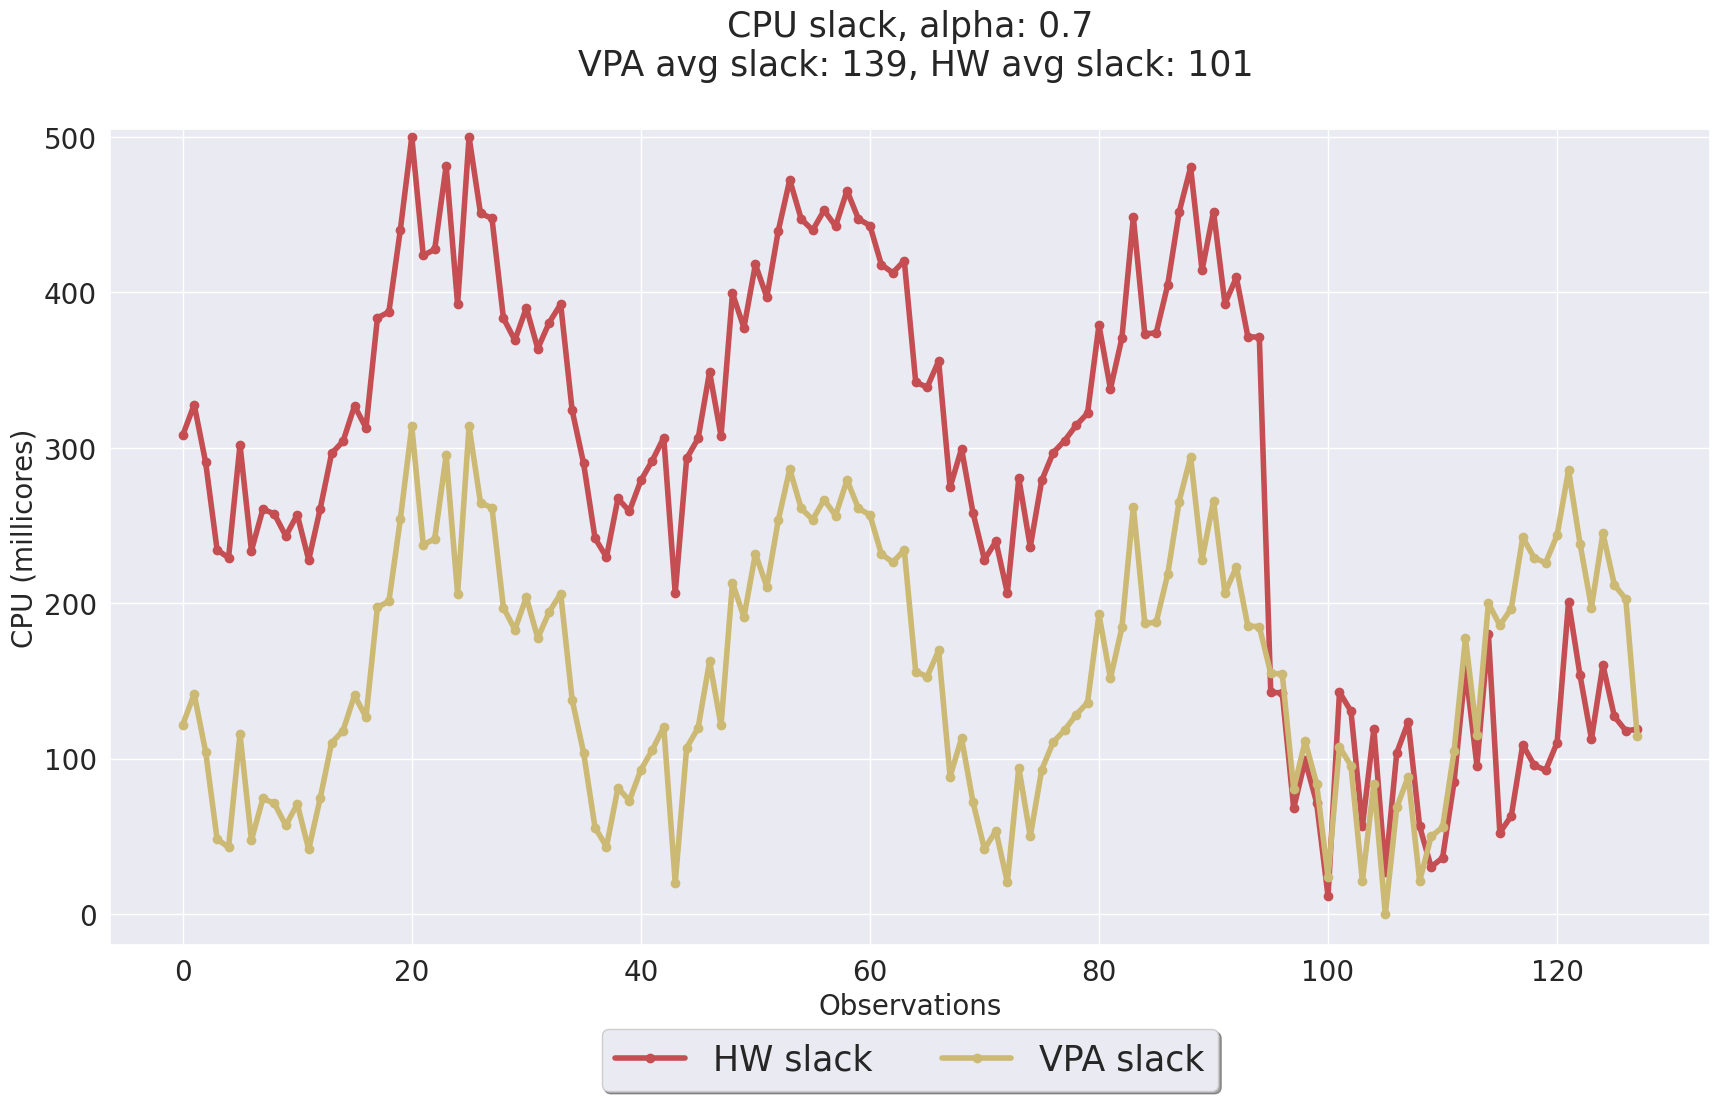 CPU slack, alpha: 0.7
VPA avg slack: 139, HW avg slack: 101
500
400
300
200
100
0
CPU (millicores)
0 20 40 60 80 100 120
Observations
HW slack VPA slack